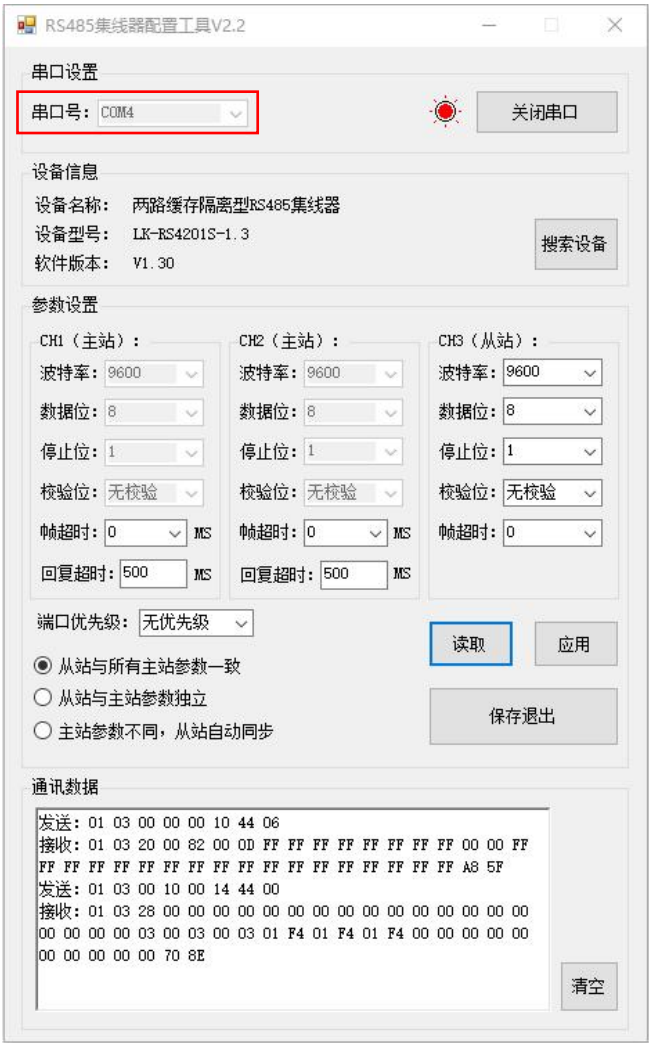 RS485集线器配置工具V2.2
串口设置
串口号: COM4
关闭串口
设备信息
设备名称: 两路缓存隔离型RS485集线器
设备型号: LK-RS4201S-1.3
软件版本: V1.30
搜索设备
参数设置
CH1 (主站) : CH2 (主站) : CH3 (从站) :
波特率: 9600 波特率: 9600 波特率: 9600
数据位: 8 数据位: 8 数据位: 8
停止位: 1 停止位: 1 停止位: 1
校验位: 无校验 校验位: 无校验 校验位: 无校验
帧超时: 0 MS 帧超时: 0 MS 帧超时: 0
回复超时: 500 MS 回复超时: 500 MS
端口优先级: 无优先级
读取 应用
从站与所有主站参数一致
从站与主站参数独立
保存退出
主站参数不同, 从站自动同步
通讯数据
发送: 01 03 00 00 00 10 44 06
接收: 01 03 20 00 82 00 0D FF FF FF FF FF FF FF FF 00 00 FF
FF FF FF FF FF FF FF FF FF FF FF FF FF FF FF FF FF A8 5F
发送: 01 03 00 10 00 14 44 00
接收: 01 03 28 00 00 00 00 00 00 00 00 00 00 00 00 00 00 00
00 00 00 00 03 00 03 00 03 01 F4 01 F4 01 F4 00 00 00 00 00
00 00 00 00 00 70 8E
清空